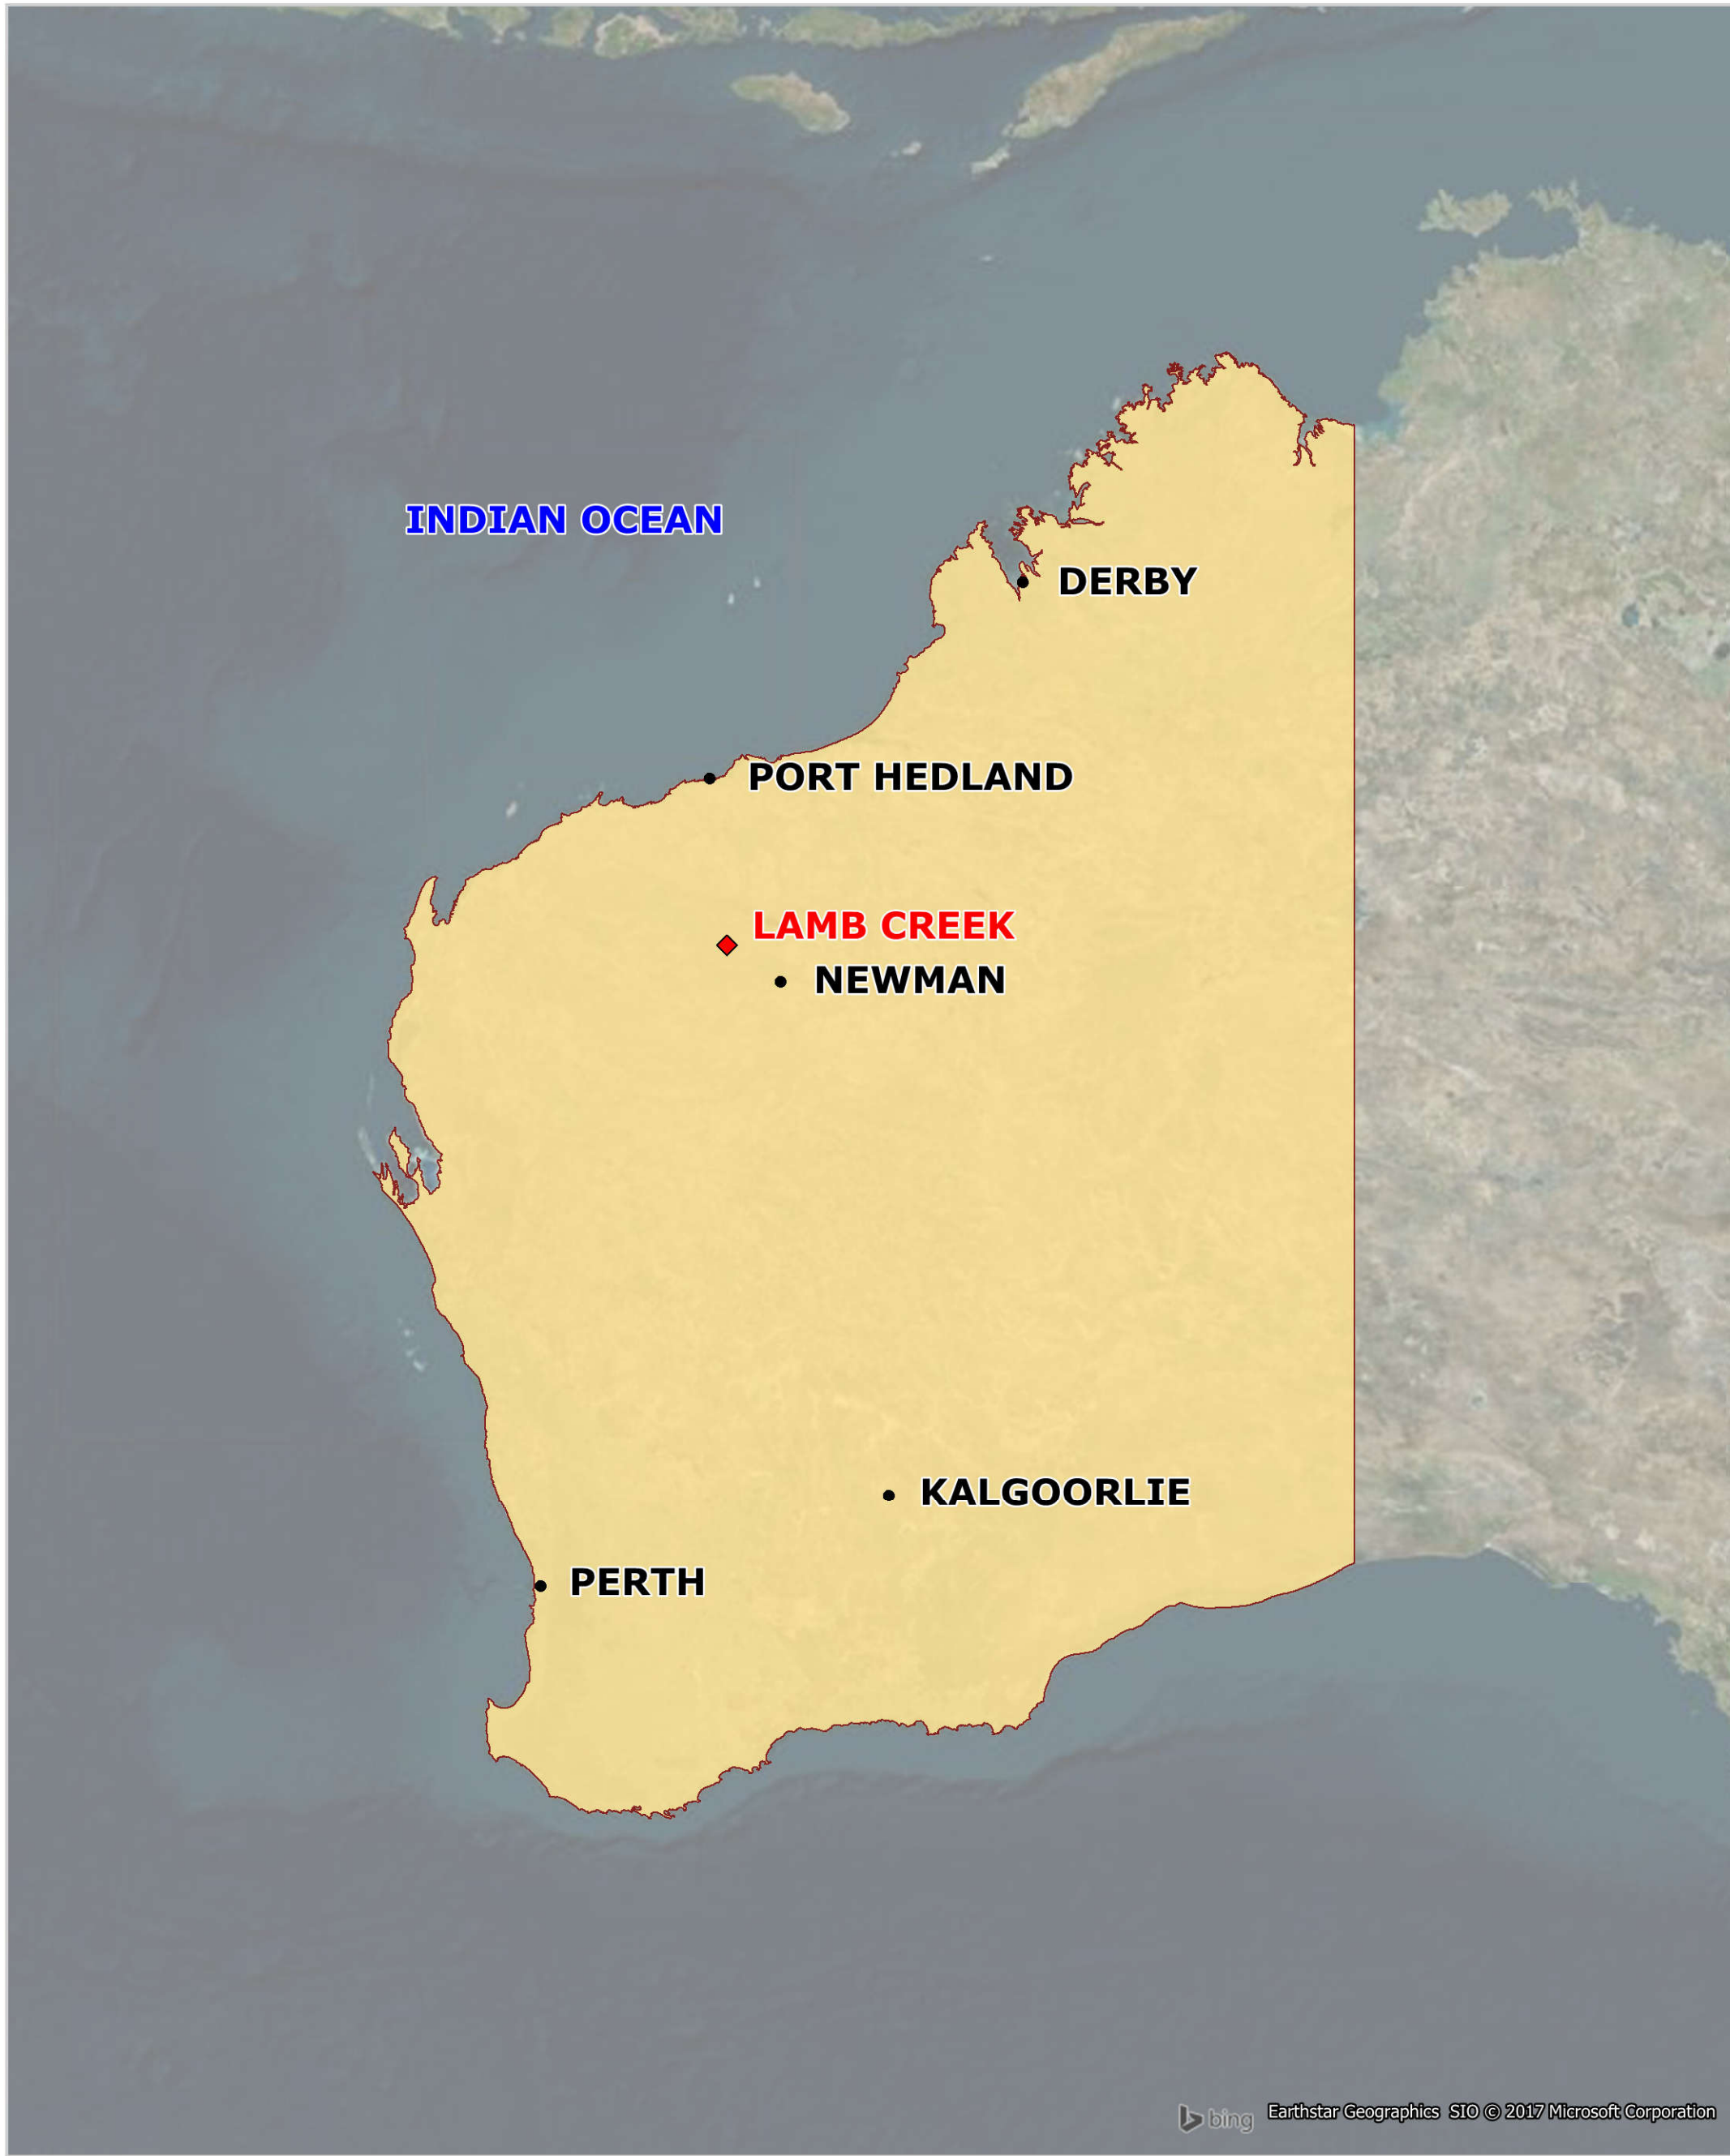 INDIAN OCEAN
DERBY
PORT HEDLAND
LAMB CREEK
NEWMAN
KALGOORLIE
PERTH
bing
Earthstar Geographics SIO © 2017 Microsoft Corporation